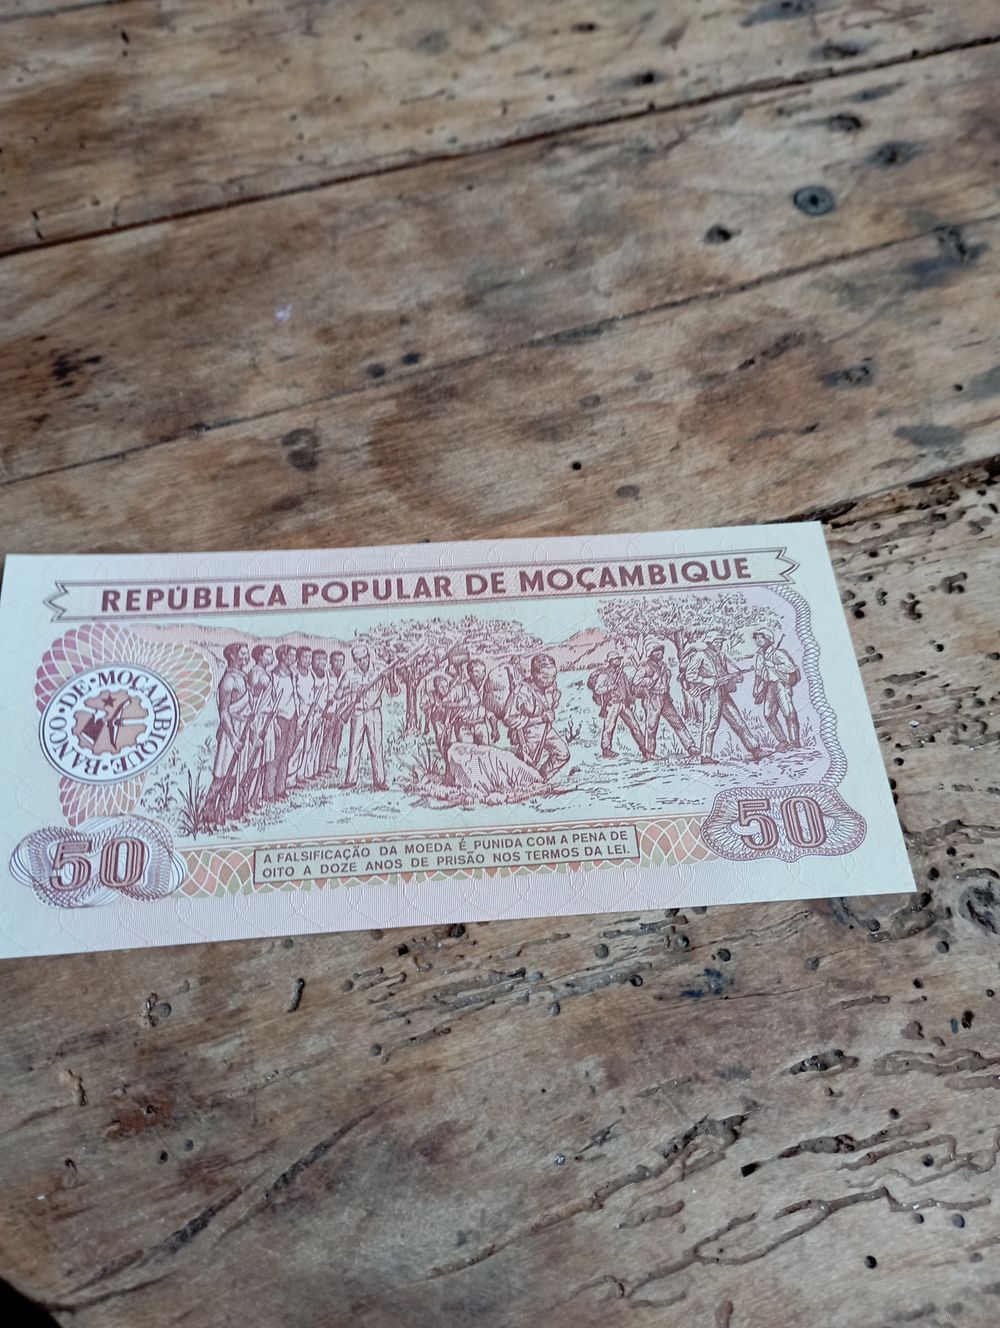 REPÚBLICA POPULAR DE MOÇAMBIQUE
BANCO·DE·MOÇAMBIQUE·
50
50
A FALSIFICAÇÃO DA MOEDA É PUNIDA COM A PENA DE
OITO A DOZE ANOS DE PRISÃO NOS TERMOS DA LEI.